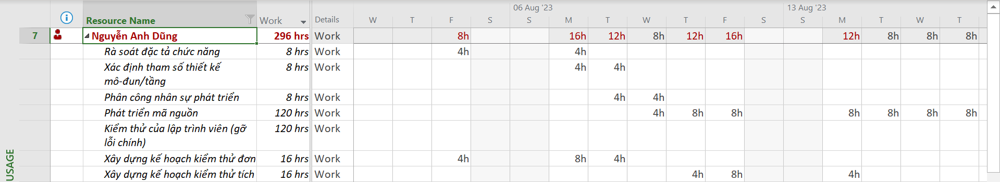 06 Aug '23 13 Aug '23
Resource Name Work Details W T F S S M T W T F S S M T W T
7 Nguyễn Anh Dũng 296 hrs Work 8h 16h 12h 8h 12h 16h 12h 8h 8h 8h
Rà soát đặc tả chức năng 8 hrs Work 4h 4h
Xác định tham số thiết kế 8 hrs Work 4h 4h
mô-đun/tầng
Phân công nhân sự phát triển 8 hrs Work 4h 4h
Phát triển mã nguồn 120 hrs Work 4h 8h 8h 8h 8h 8h 8h
Kiểm thử của lập trình viên (gỡ 120 hrs Work
lỗi chính)
Xây dựng kế hoạch kiểm thử đơn 16 hrs Work 4h 8h 4h
Xây dựng kế hoạch kiểm thử tích 16 hrs Work 4h 8h 4h
USAGE